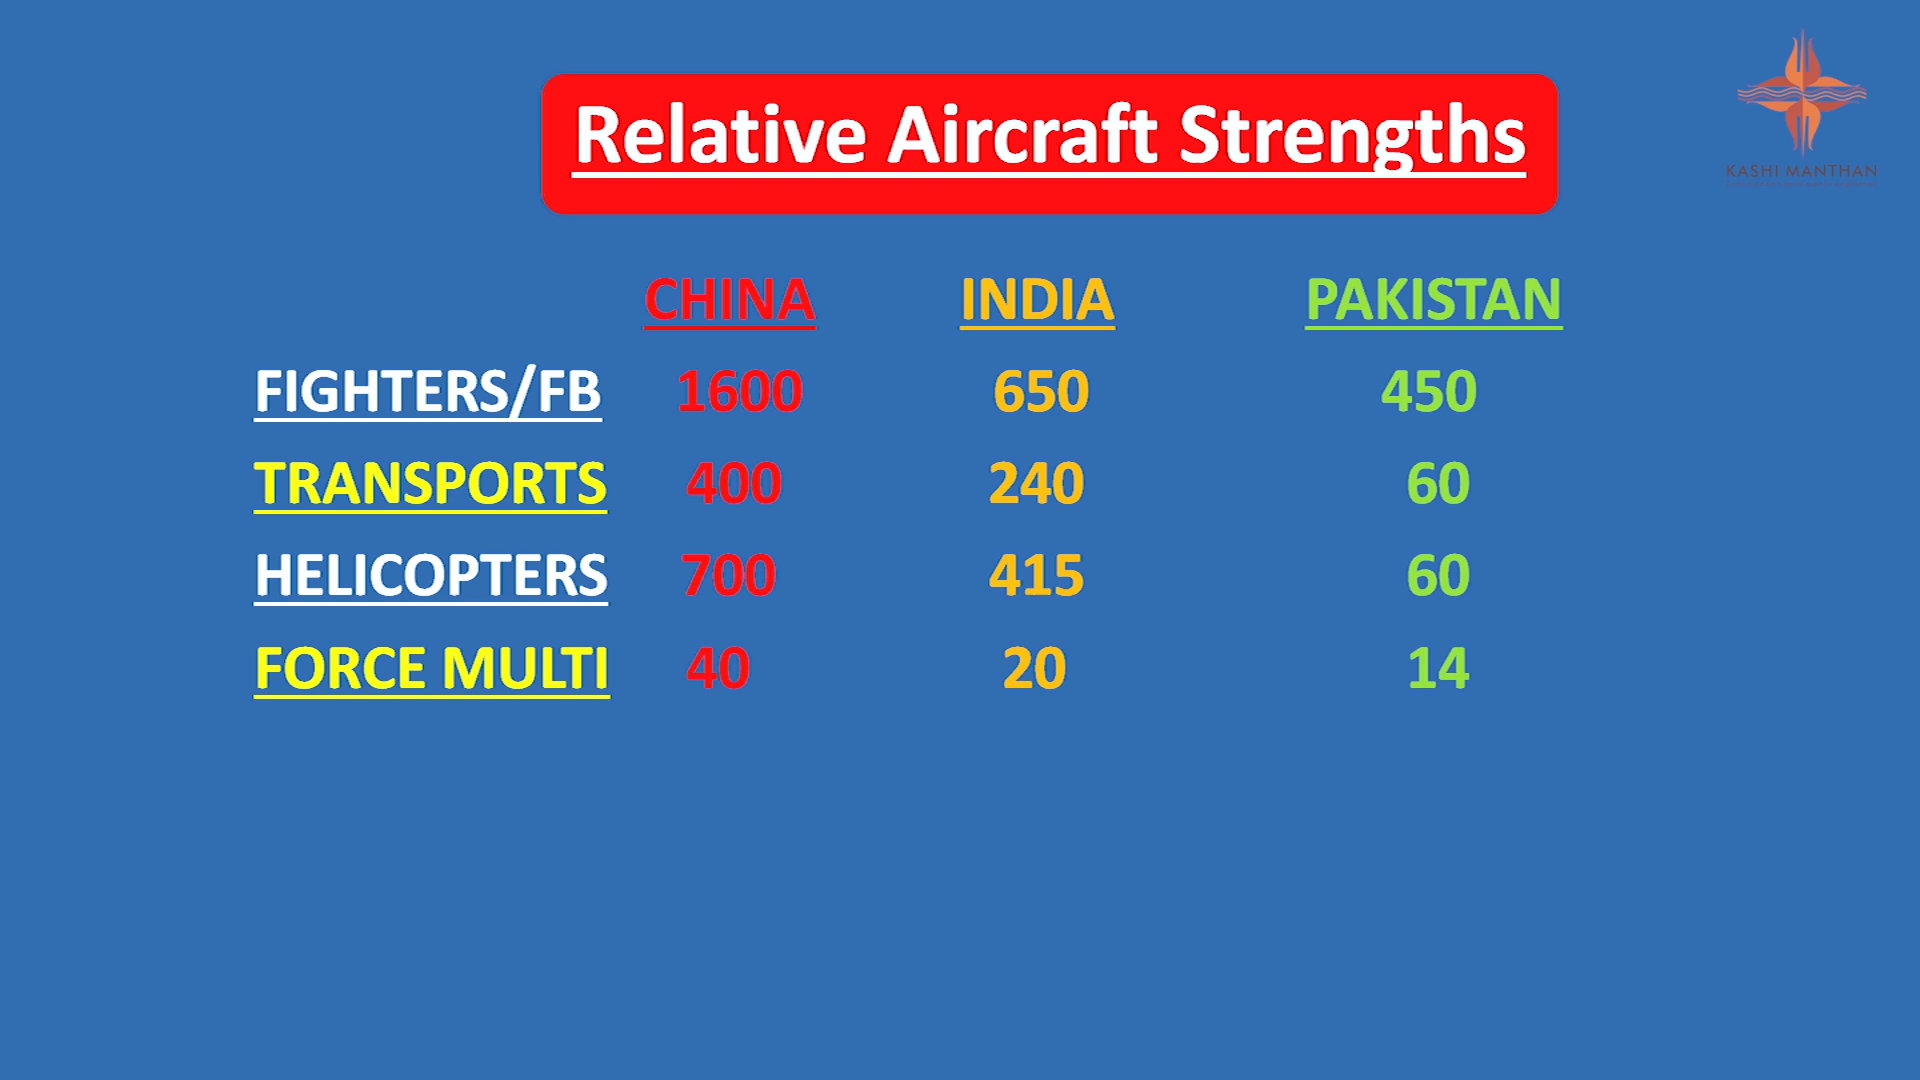 Relative Aircraft Strengths
KASHI MANTHAN
CHINA INDIA PAKISTAN
FIGHTERS/FB 1600 650 450
TRANSPORTS 400 240 60
HELICOPTERS 700 415 60
FORCE MULTI 40 20 14